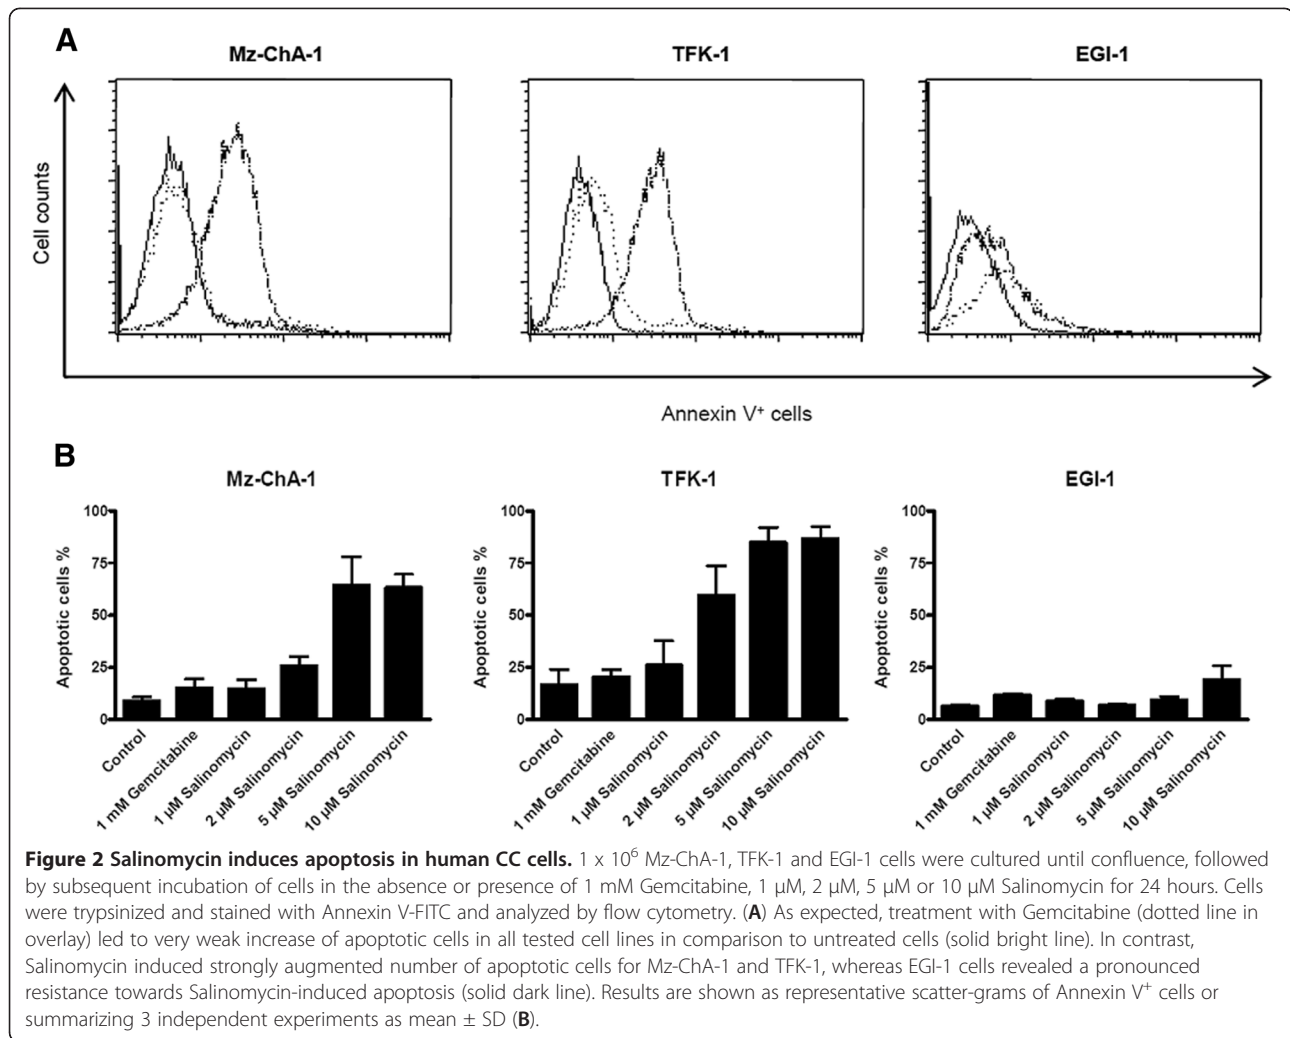 A
Mz-ChA-1
TFK-1
EGI-1
Cell counts
Annexin V⁺ cells
B
Mz-ChA-1
TFK-1
EGI-1
Apoptotic cells %
100
75
50
25
0
Control
1 mM Gemcitabine
1 µM Salinomycin
2 µM Salinomycin
5 µM Salinomycin
10 µM Salinomycin
Apoptotic cells %
100
75
50
25
0
Control
1 mM Gemcitabine
1 µM Salinomycin
2 µM Salinomycin
5 µM Salinomycin
10 µM Salinomycin
Apoptotic cells %
100
75
50
25
0
Control
1 mM Gemcitabine
1 µM Salinomycin
2 µM Salinomycin
5 µM Salinomycin
10 µM Salinomycin
Figure 2 Salinomycin induces apoptosis in human CC cells. 1 x 10⁶ Mz-ChA-1, TFK-1 and EGI-1 cells were cultured until confluence, followed
by subsequent incubation of cells in the absence or presence of 1 mM Gemcitabine, 1 µM, 2 µM, 5 µM or 10 µM Salinomycin for 24 hours. Cells
were trypsinized and stained with Annexin V-FITC and analyzed by flow cytometry. (A) As expected, treatment with Gemcitabine (dotted line in
overlay) led to very weak increase of apoptotic cells in all tested cell lines in comparison to untreated cells (solid bright line). In contrast,
Salinomycin induced strongly augmented number of apoptotic cells for Mz-ChA-1 and TFK-1, whereas EGI-1 cells revealed a pronounced
resistance towards Salinomycin-induced apoptosis (solid dark line). Results are shown as representative scatter-grams of Annexin V⁺ cells or
summarizing 3 independent experiments as mean ± SD (B).